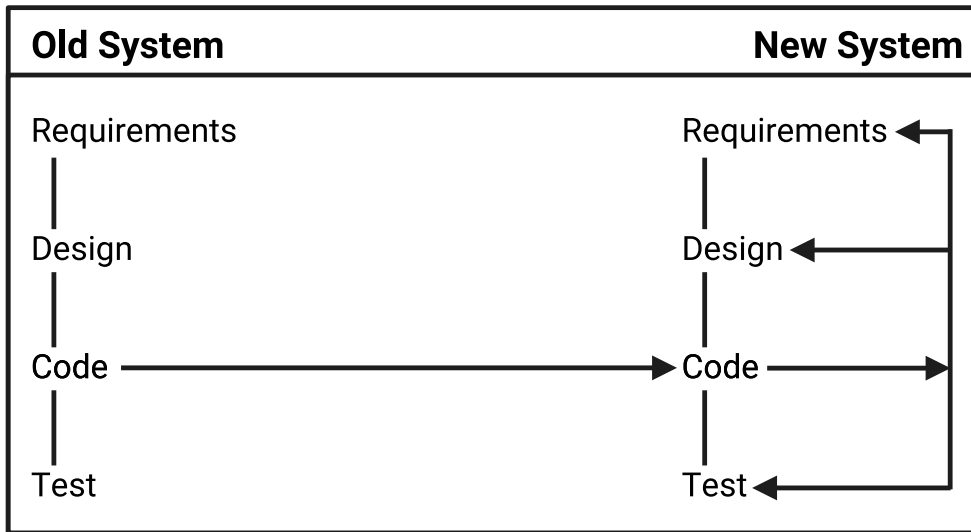 Old System New System
Requirements Requirements
Design Design
Code Code
Test Test